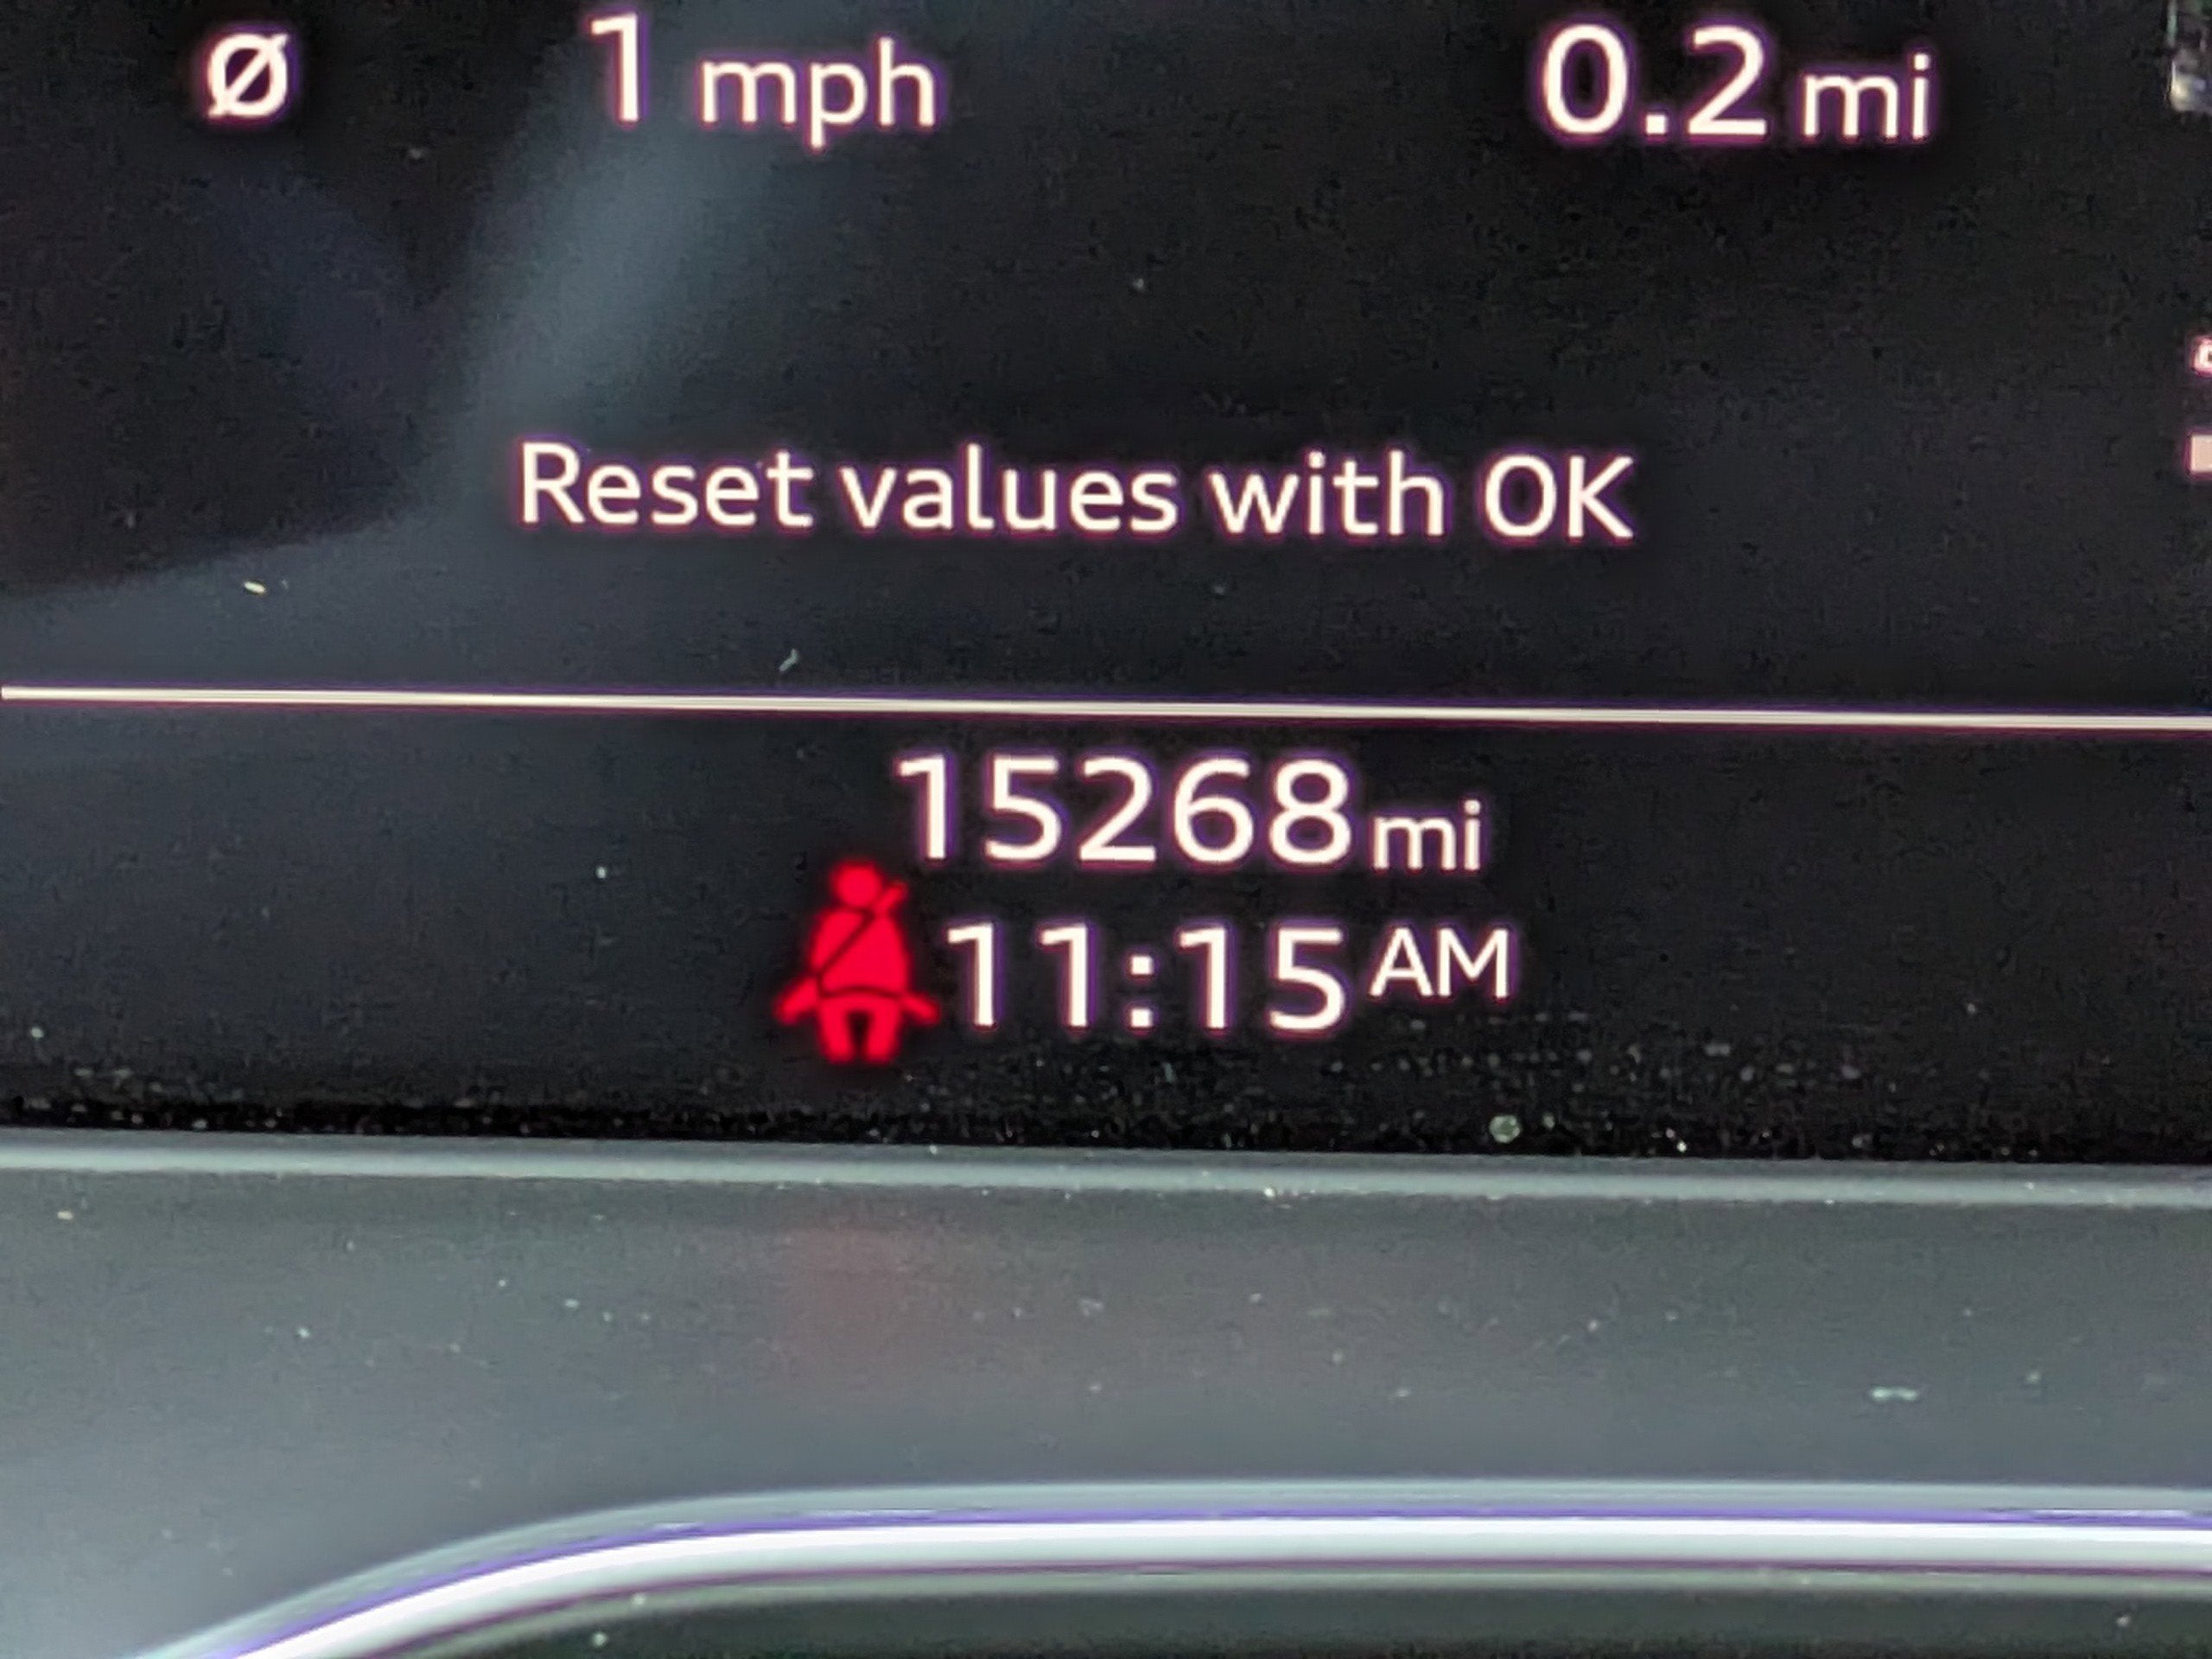 Ø 1 mph 0.2 mi
Reset values with OK
15268 mi
11:15 AM